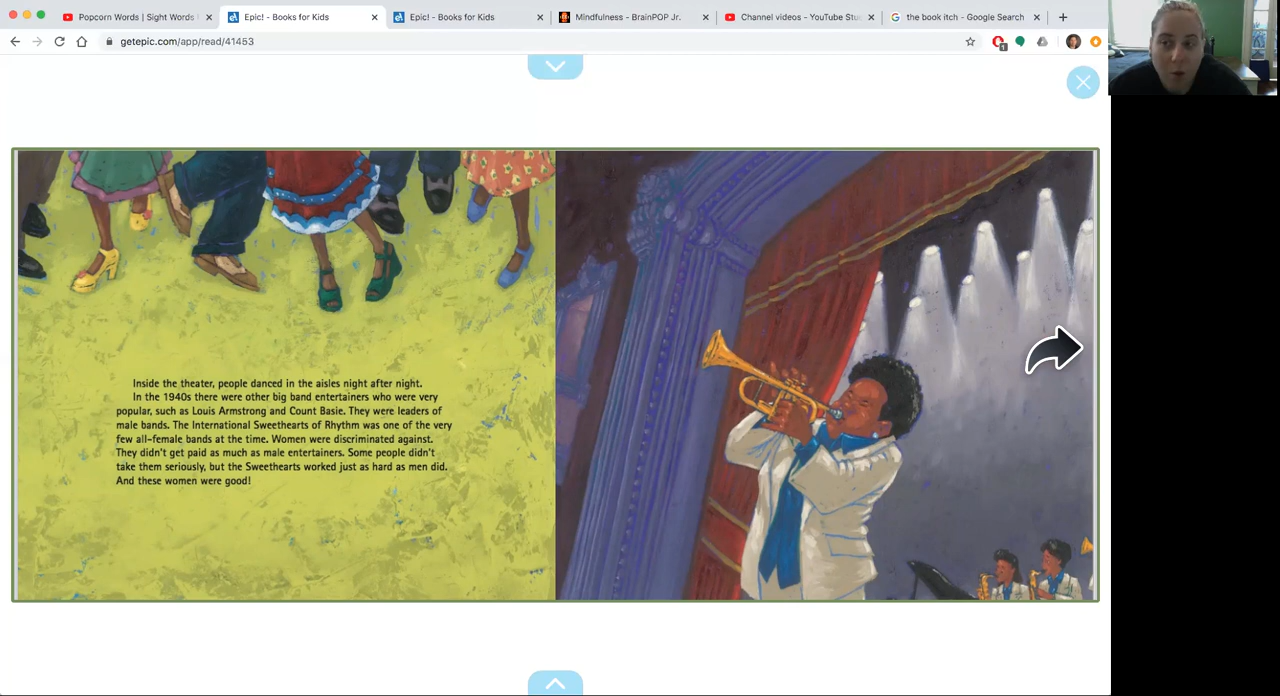 Popcorn Words | Sight Words
Epic! - Books for Kids
Epic! - Books for Kids
Mindfulness - BrainPOP Jr.
Channel videos - YouTube Stu
the book itch - Google Search
getepic.com/app/read/41453
1
Inside the theater, people danced in the aisles night after night.
In the 1940s there were other big band entertainers who were very
popular, such as Louis Armstrong and Count Basie. They were leaders of
male bands. The International Sweethearts of Rhythm was one of the very
few all-female bands at the time. Women were discriminated against.
They didn't get paid as much as male entertainers. Some people didn't
take them seriously, but the Sweethearts worked just as hard as men did.
And these women were good!